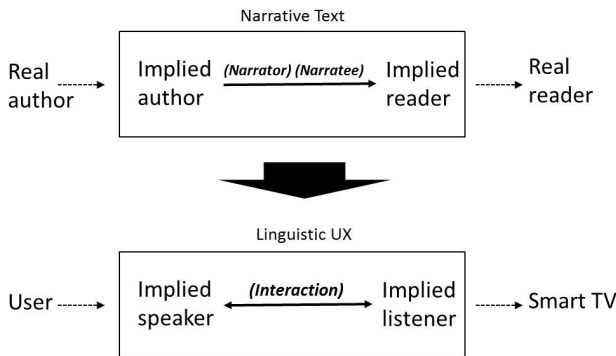 Narrative Text
Real
author
Implied
author
(Narrator) (Narratee)
Implied
reader
Real
reader
Linguistic UX
User
Implied
speaker
(Interaction)
Implied
listener
Smart TV